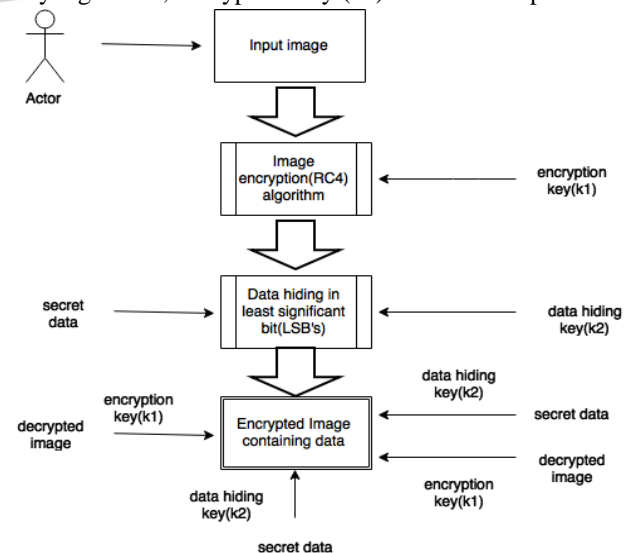 Input image
Actor
Image
encryption(RC4)
algorithm
encryption
key(k1)
Data hiding in
least significant
bit(LSB's)
secret
data
data hiding
key(k2)
data hiding
key(k2)
encryption
key(k1)
Encrypted Image
containing data
secret data
decrypted
image
decrypted
image
encryption
key(k1)
data hiding
key(k2)
secret data